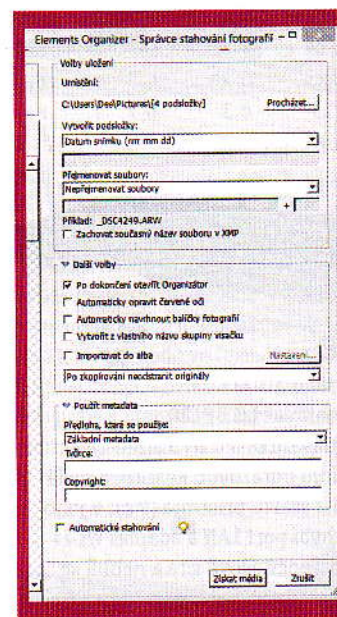 Elements Organizer - Správce stahování fotografií
Volby uložení
Umístění:
C:\Users\Dee\Pictures\[4 podsložky]
Procházet...
Vytvořit podsložky:
Datum snímku (rrrr mm dd)
Přejmenovat soubory:
Nepřejmenovat soubory
+
Příklad: _DSC4249.ARW
Zachovat současný název souboru v XMP
Další volby
Po dokončení otevřít Organizátor
Automaticky opravit červené oči
Automaticky navrhnout balíčky fotografií
Vytvořit z vlastního názvu skupiny visačku
Importovat do alba
Nastavení...
Po zkopírování neodstranit originály
Použít metadata
Předloha, která se použije:
Základní metadata
Tvůrce:
Copyright:
Automatické stahování
Získat média
Zrušit